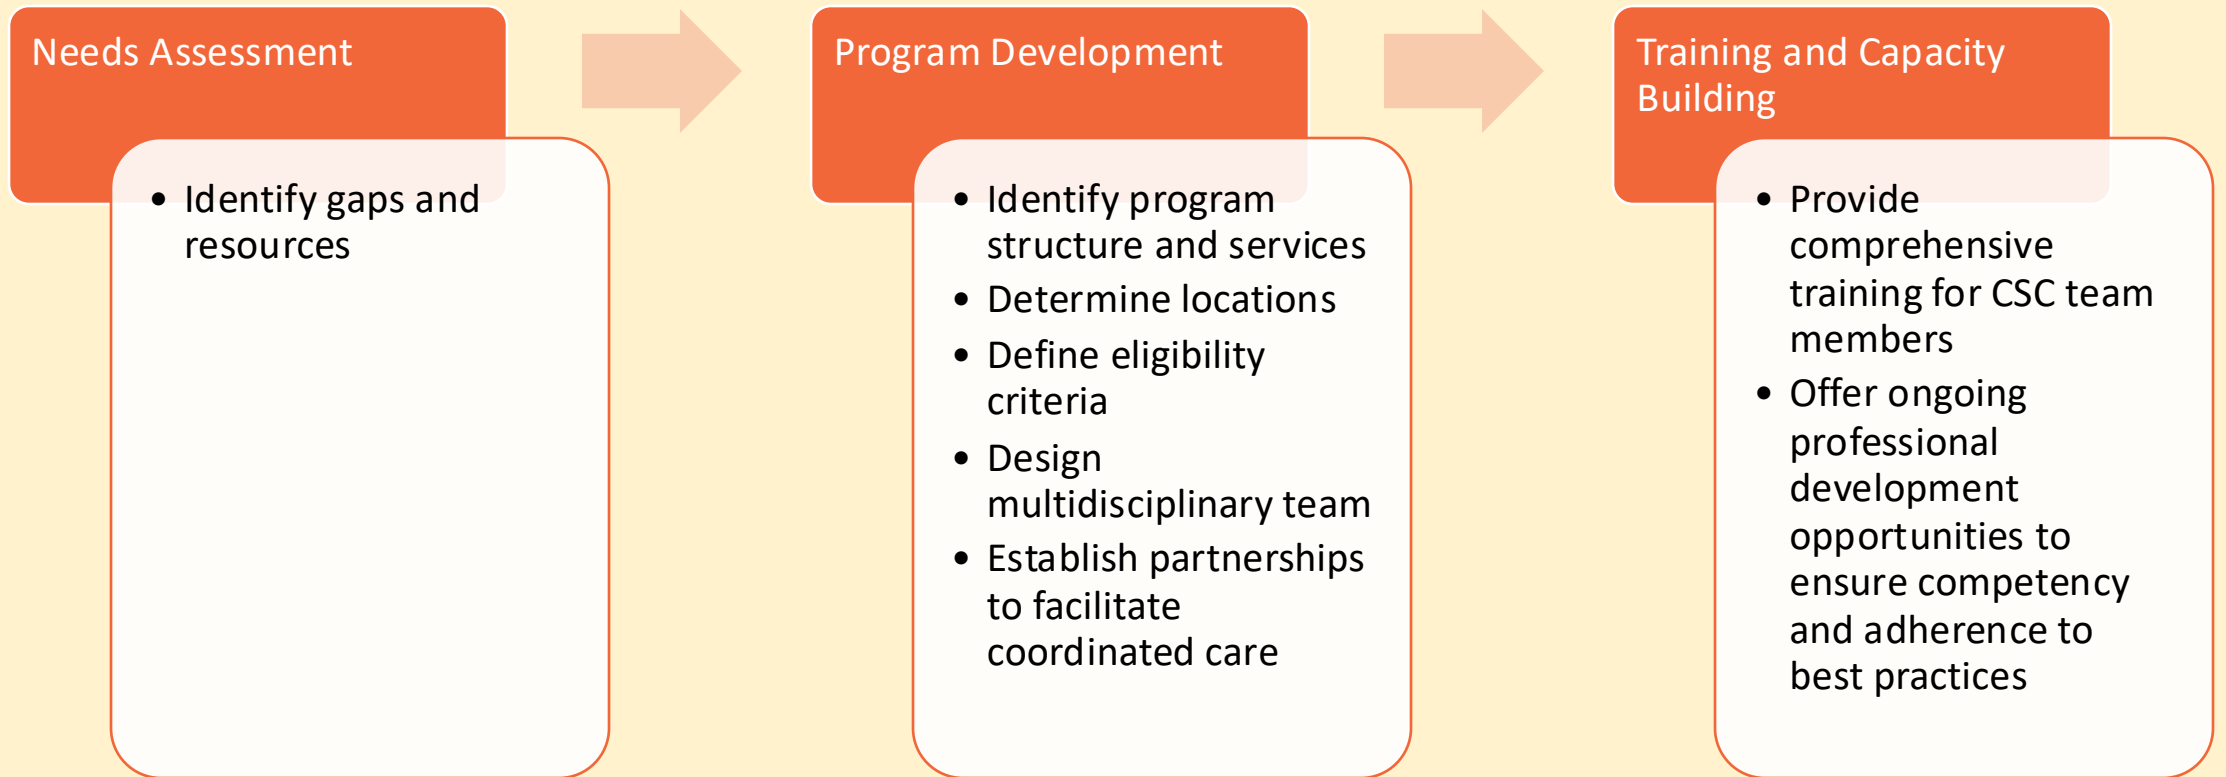 Needs Assessment
• Identify gaps and
resources
Program Development
• Identify program
structure and services
• Determine locations
• Define eligibility
criteria
• Design
multidisciplinary team
• Establish partnerships
to facilitate
coordinated care
Training and Capacity
Building
• Provide
comprehensive
training for CSC team
members
• Offer ongoing
professional
development
opportunities to
ensure competency
and adherence to
best practices